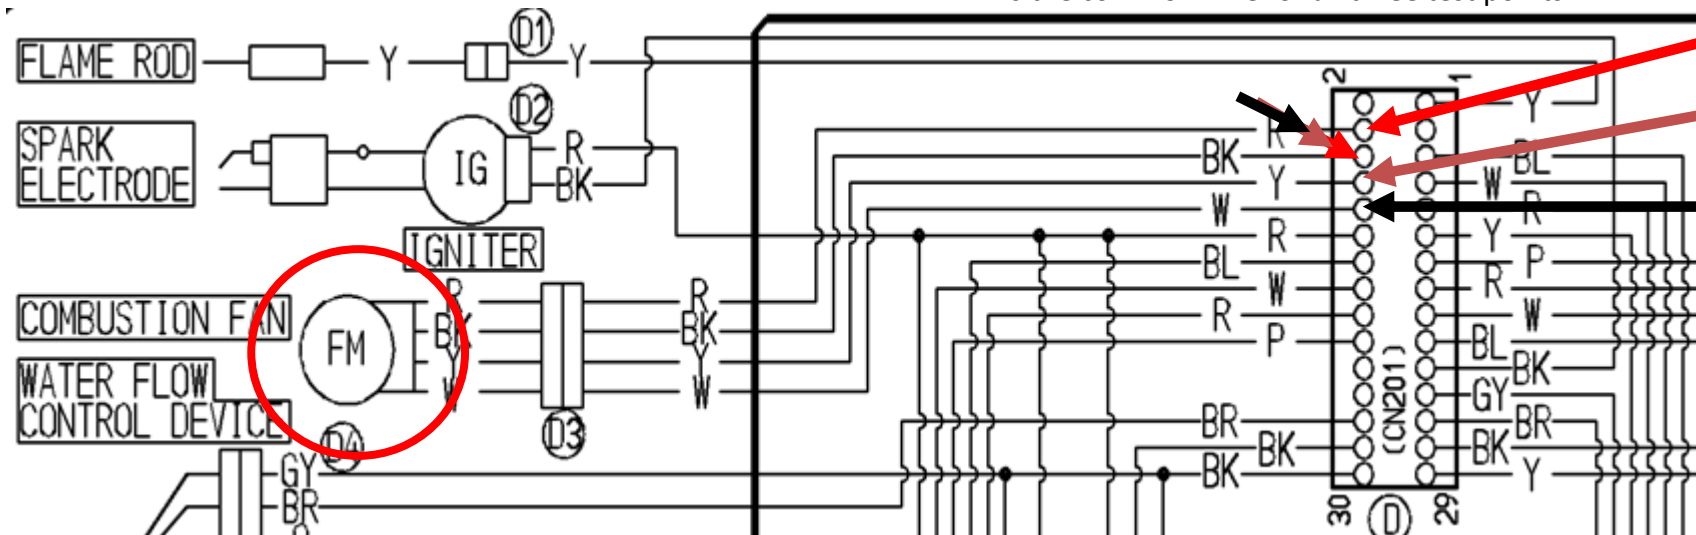 FLAME ROD
Y
D1
Y
D2
SPARK
ELECTRODE
IG
R
BK
IGNITER
COMBUSTION FAN
FM
R
BK
Y
W
R
BK
Y
W
D3
WATER FLOW
CONTROL DEVICE
D4
GY
BR
2
1
R
BK
Y
W
R
BL
W
R
P
BR
BK
BK
Y
BL
W
R
Y
P
R
W
BL
BK
GY
BR
BK
Y
(CN201)
30
29
D